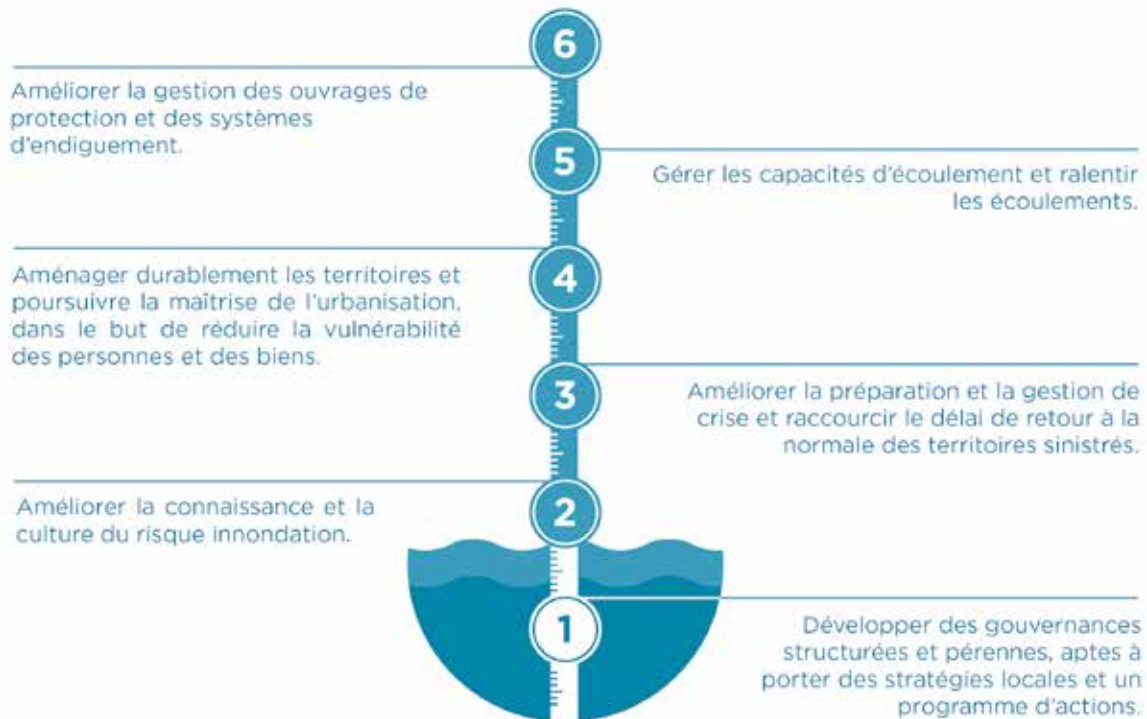 6
Améliorer la gestion des ouvrages de
protection et des systèmes
d'endiguement.
5
Gérer les capacités d'écoulement et ralentir
les écoulements.
4
Aménager durablement les territoires et
poursuivre la maîtrise de l'urbanisation,
dans le but de réduire la vulnérabilité
des personnes et des biens.
3
Améliorer la préparation et la gestion de
crise et raccourcir le délai de retour à la
normale des territoires sinistrés.
2
Améliorer la connaissance et la
culture du risque innondation.
1
Développer des gouvernances
structurées et pérennes, aptes à
porter des stratégies locales et un
programme d'actions.